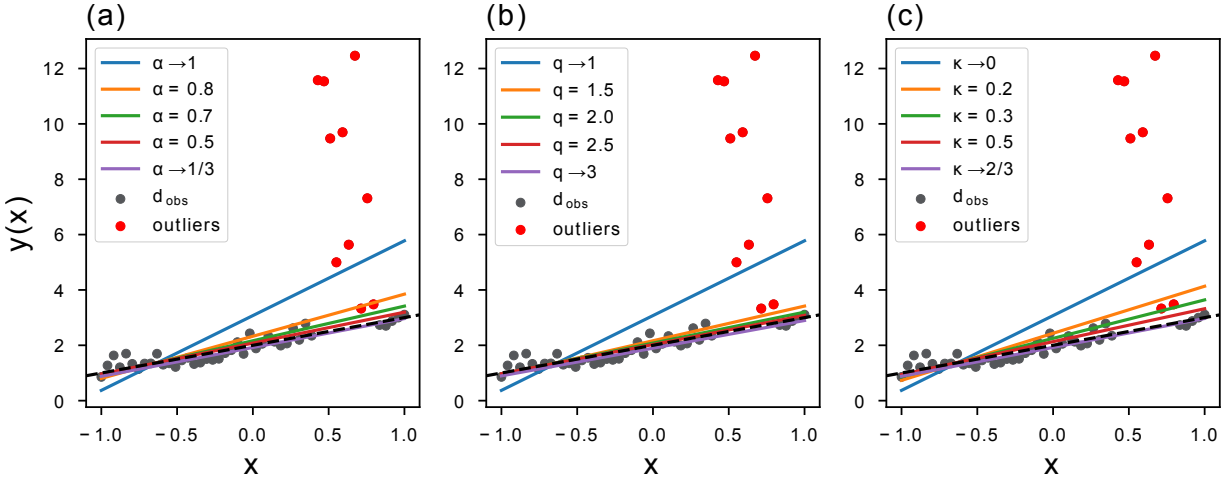 (a)
(b)
(c)
α →1
α = 0.8
α = 0.7
α = 0.5
α →1/3
d obs
outliers
q →1
q = 1.5
q = 2.0
q = 2.5
q →3
d obs
outliers
κ →0
κ = 0.2
κ = 0.3
κ = 0.5
κ →2/3
d obs
outliers
y(x)
12
10
8
6
4
2
0
−1.0 −0.5 0.0 0.5 1.0
x
12
10
8
6
4
2
0
−1.0 −0.5 0.0 0.5 1.0
x
12
10
8
6
4
2
0
−1.0 −0.5 0.0 0.5 1.0
x